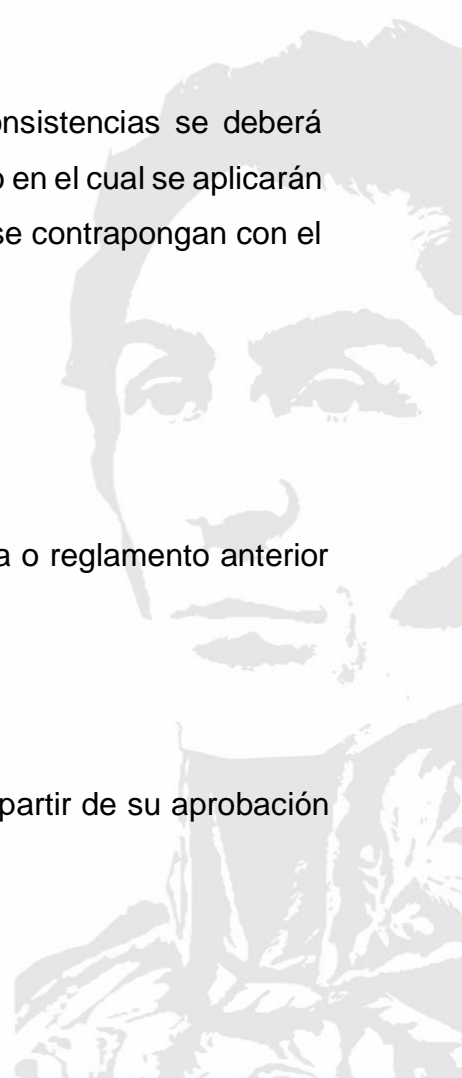 onsistencias se deberá
o en el cual se aplicarán
se contrapongan con el
a o reglamento anterior
partir de su aprobación